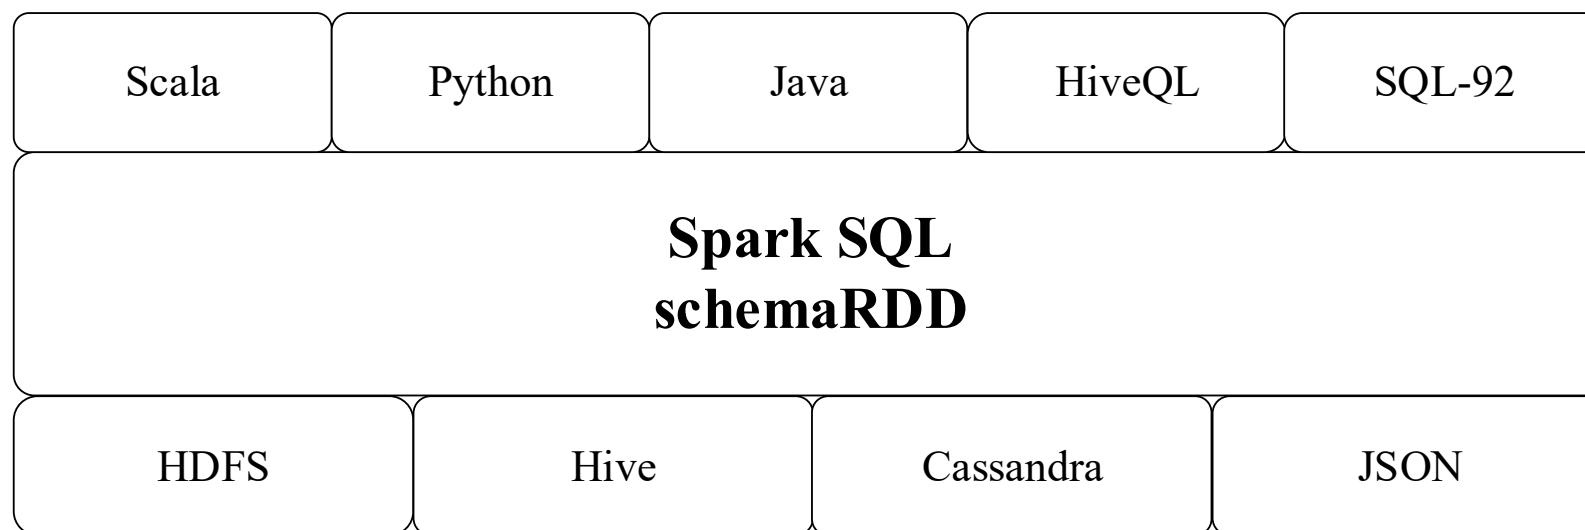 Scala
Python
Java
HiveQL
SQL-92
Spark SQL
schemaRDD
HDFS
Hive
Cassandra
JSON